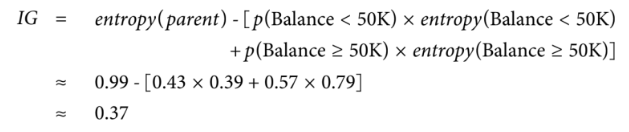 IG = entropy(parent) - [p(Balance < 50K) × entropy(Balance < 50K)
+p(Balance ≥ 50K) × entropy(Balance ≥ 50K)]
≈ 0.99 - [0.43 × 0.39 + 0.57 × 0.79]
≈ 0.37